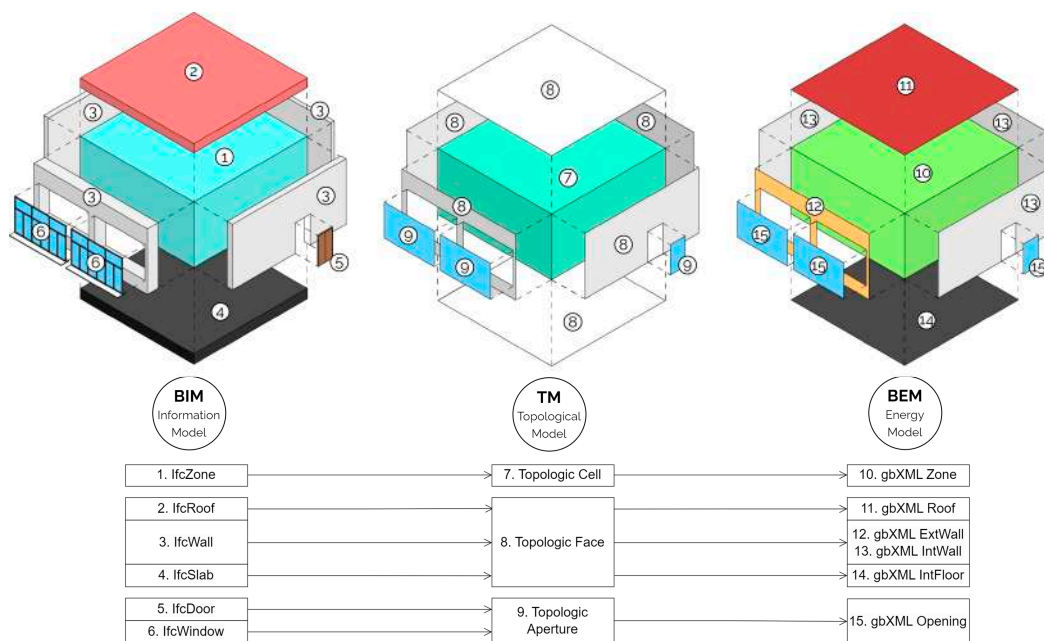 2
3
3
1
3
3
6
6
5
4
8
8
8
7
8
8
9
9
9
8
11
13
13
10
12
13
15
15
15
14
BIM
Information
Model
TM
Topological
Model
BEM
Energy
Model
1. IfcZone
7. Topologic Cell
10. gbXML Zone
2. IfcRoof
3. IfcWall
4. IfcSlab
8. Topologic Face
11. gbXML Roof
12. gbXML ExtWall
13. gbXML IntWall
14. gbXML IntFloor
5. IfcDoor
6. IfcWindow
9. Topologic
Aperture
15. gbXML Opening